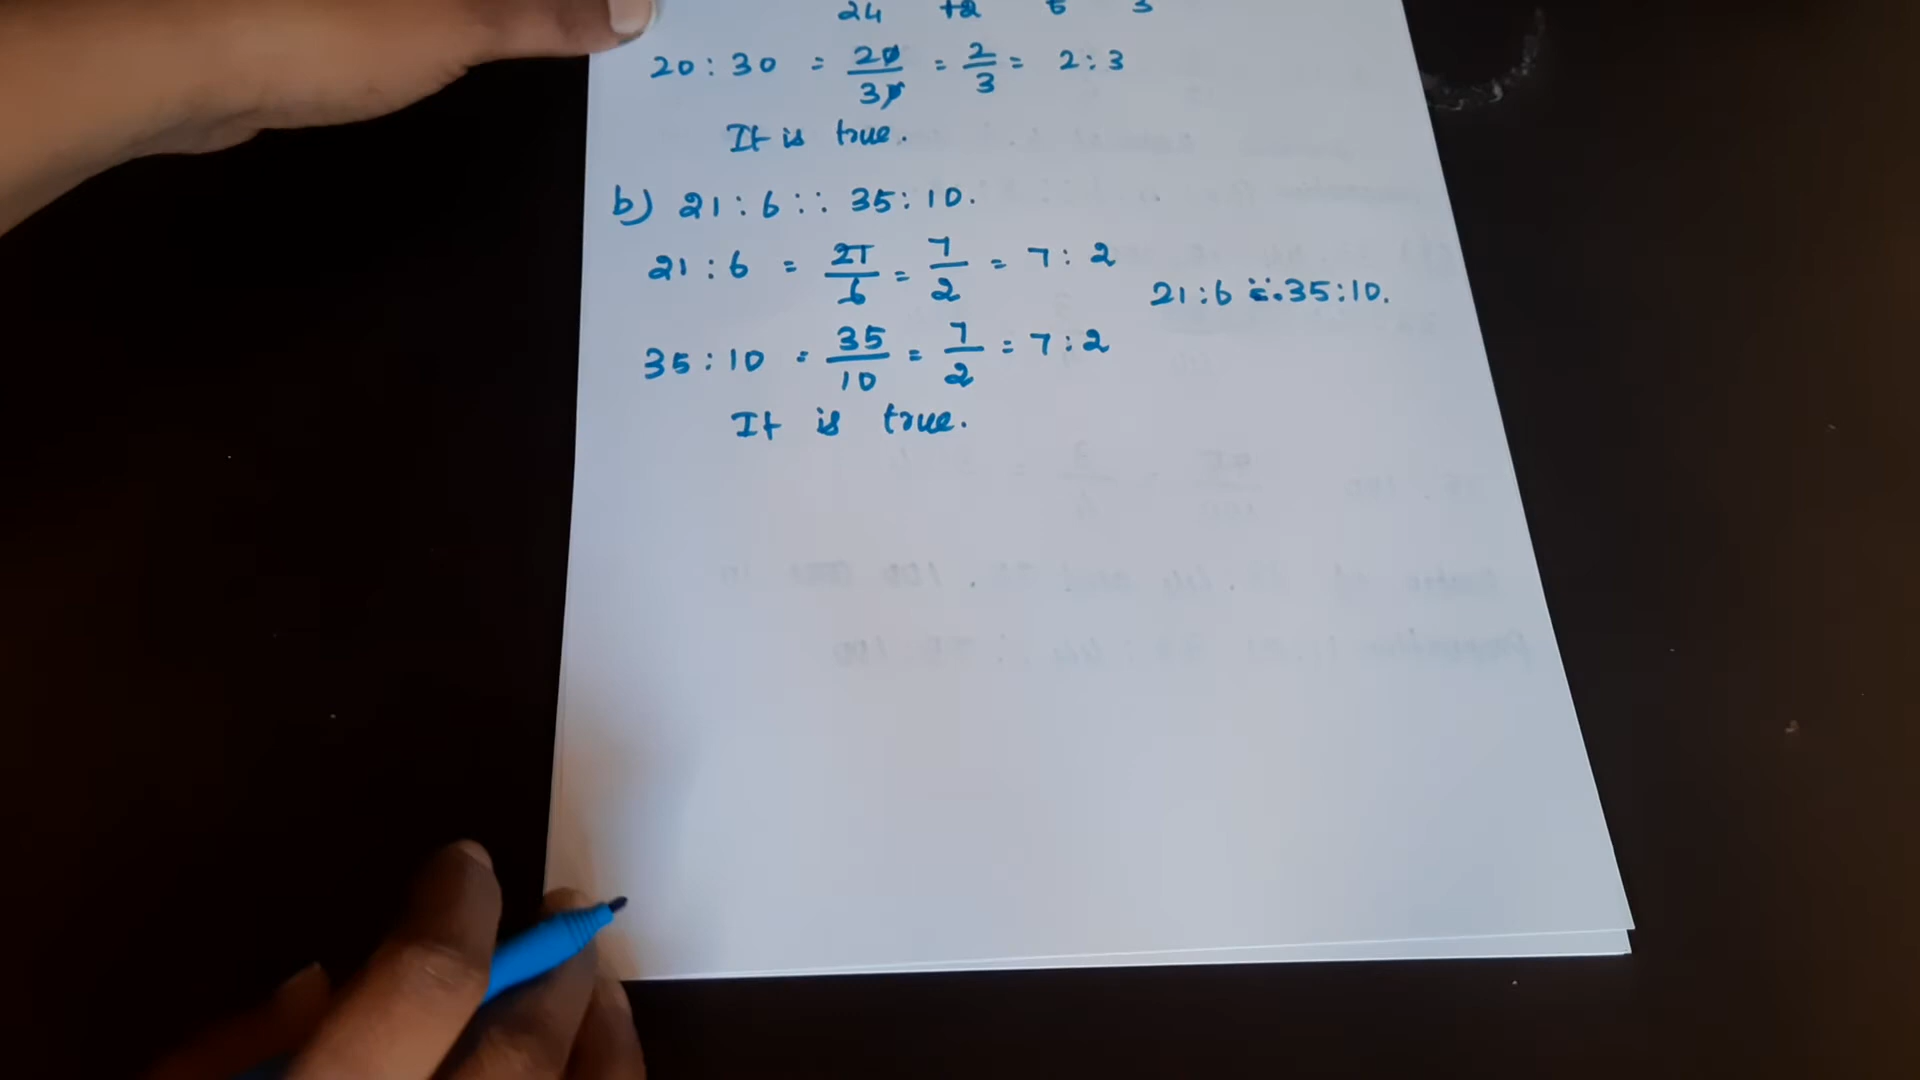 24
20 : 30 = 20/30 = 2/3 = 2 : 3
It is true.
b) 21 : 6 :: 35 : 10.
21 : 6 = 21/6 = 7/2 = 7 : 2
21 : 6 :: 35 : 10.
35 : 10 = 35/10 = 7/2 = 7 : 2
It is true.